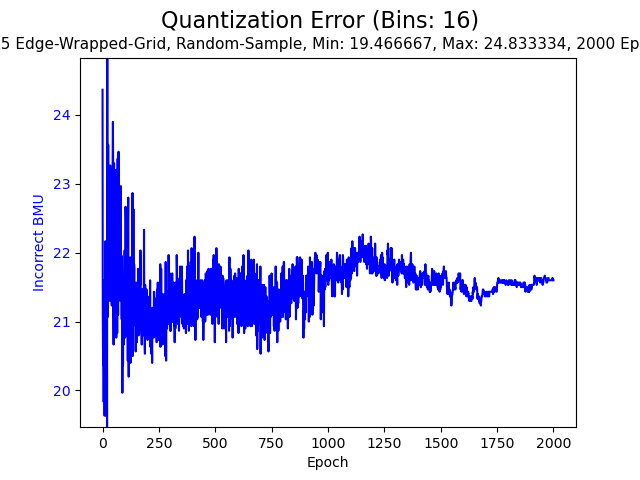 Quantization Error (Bins: 16)
5 Edge-Wrapped-Grid, Random-Sample, Min: 19.466667, Max: 24.833334, 2000 Ep
24
23
22
21
20
Incorrect BMU
0 250 500 750 1000 1250 1500 1750 2000
Epoch